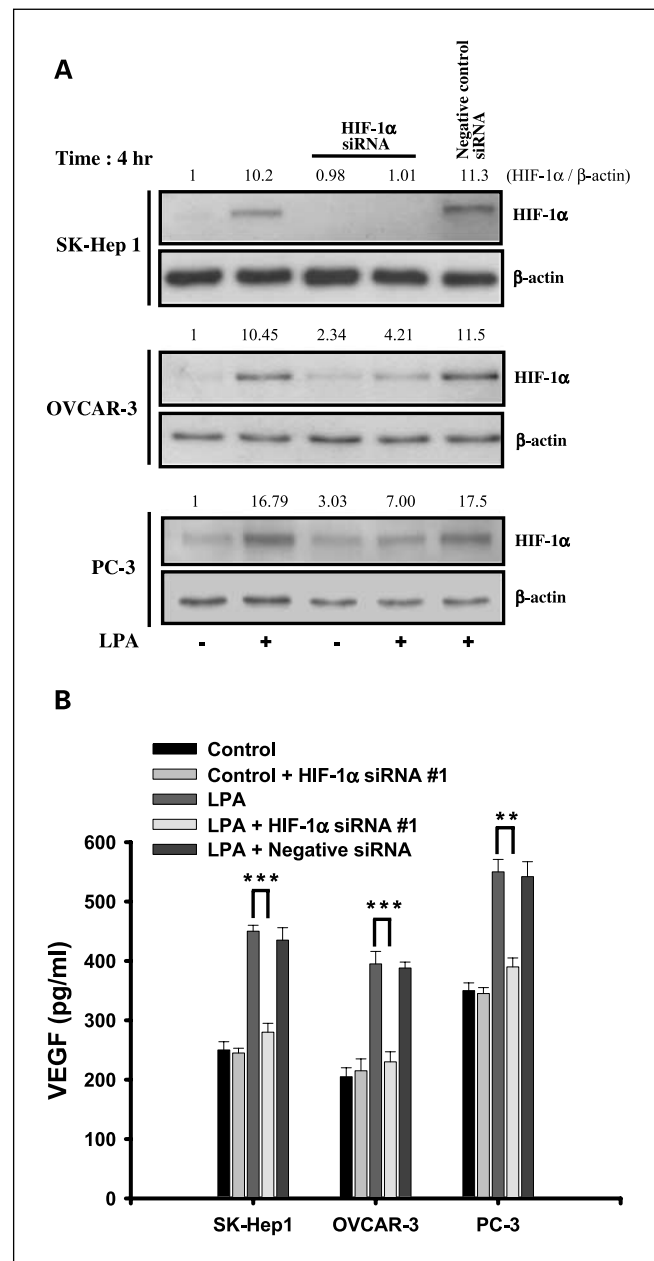 A
HIF-1α
siRNA
Negative control
siRNA
Time : 4 hr
1 10.2 0.98 1.01 11.3 (HIF-1α / β-actin)
HIF-1α
SK-Hep 1
β-actin
1 10.45 2.34 4.21 11.5
HIF-1α
OVCAR-3
β-actin
1 16.79 3.03 7.00 17.5
HIF-1α
PC-3
β-actin
LPA - + - + +
B
Control
Control + HIF-1α siRNA #1
LPA
LPA + HIF-1α siRNA #1
LPA + Negative siRNA
600
500
400
300
200
100
0
VEGF (pg/ml)
***
***
**
SK-Hep1 OVCAR-3 PC-3